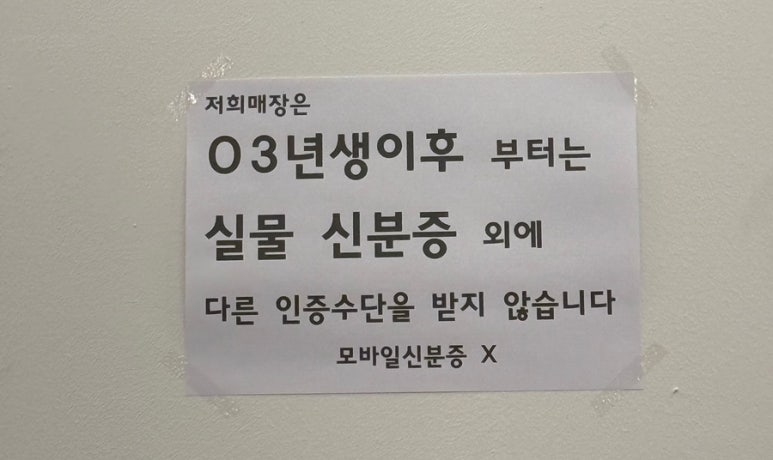 저희매장은
03년생이후 부터는
실물 신분증 외에
다른 인증수단을 받지 않습니다
모바일신분증 X